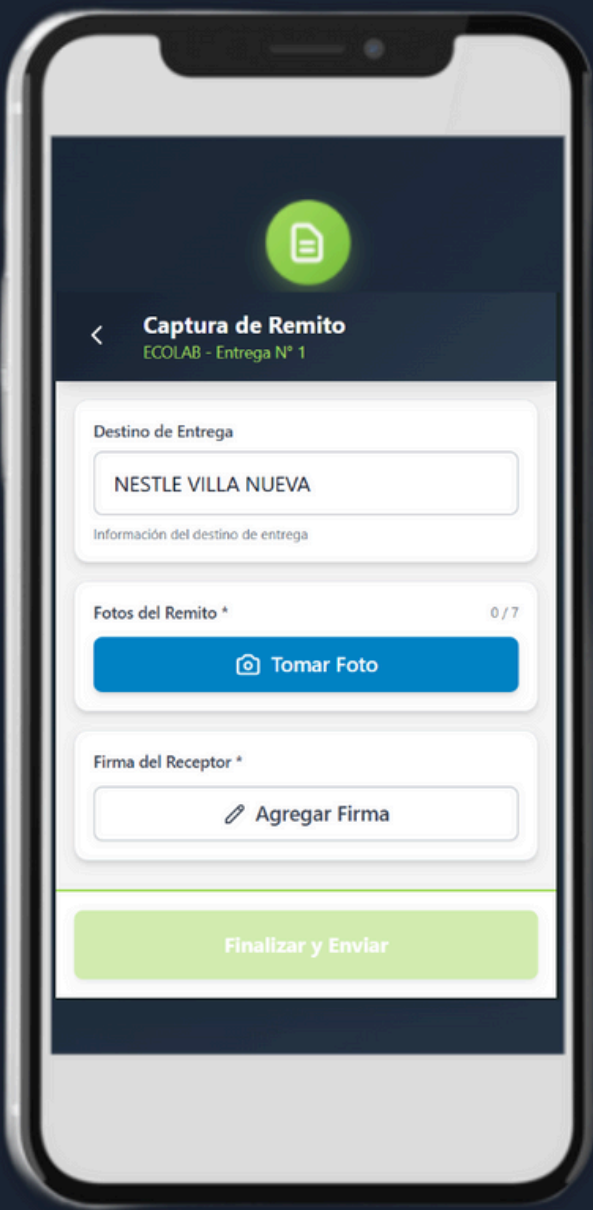 Captura de Remito
ECOLAB - Entrega N° 1
Destino de Entrega
NESTLE VILLA NUEVA
Información del destino de entrega
Fotos del Remito *
0 / 7
Tomar Foto
Firma del Receptor *
Agregar Firma
Finalizar y Enviar